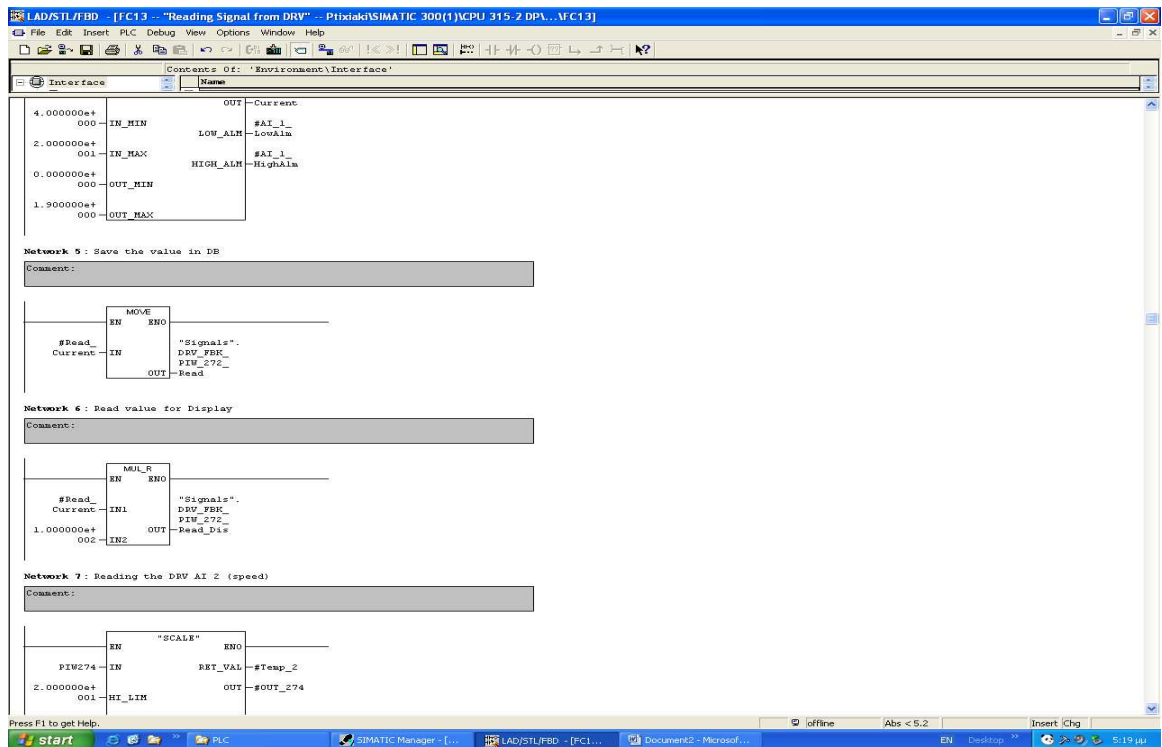 LAD/STL/FBD - [FC13 -- "Reading Signal from DRV" -- Ptixiaki\SIMATIC 300(1)\CPU 315-2 DP\...\FC13]
File Edit Insert PLC Debug View Options Window Help
Contents Of: 'Environment\Interface'
Interface
Name
OUT Current
4.000000e+
000 IN_MIN
#AI_1_
LOW_ALM LowAlm
2.000000e+
001 IN_MAX
#AI_1_
HIGH_ALM HighAlm
0.000000e+
000 OUT_MIN
1.900000e+
000 OUT_MAX
Network 5 : Save the value in DB
Comment:
MOVE
EN ENO
#Read_ "Signals".
Current IN DRV_FBK_
PIW_272_
OUT Read
Network 6 : Read value for Display
Comment:
MUL_R
EN ENO
#Read_ "Signals".
Current IN1 DRV_FBK_
PIW_272_
1.000000e+ OUT Read_Dis
002 IN2
Network 7 : Reading the DRV AI 2 (speed)
Comment:
"SCALE"
EN ENO
PIW274 IN RET_VAL #Temp_2
2.000000e+ OUT #OUT_274
001 HI_LIM
Press F1 to get Help.
offline Abs < 5.2 Insert Chg
start PLC SIMATIC Manager - [... LAD/STL/FBD - [FC1... Document2 - Microsof... EN Desktop 5:19 μμ